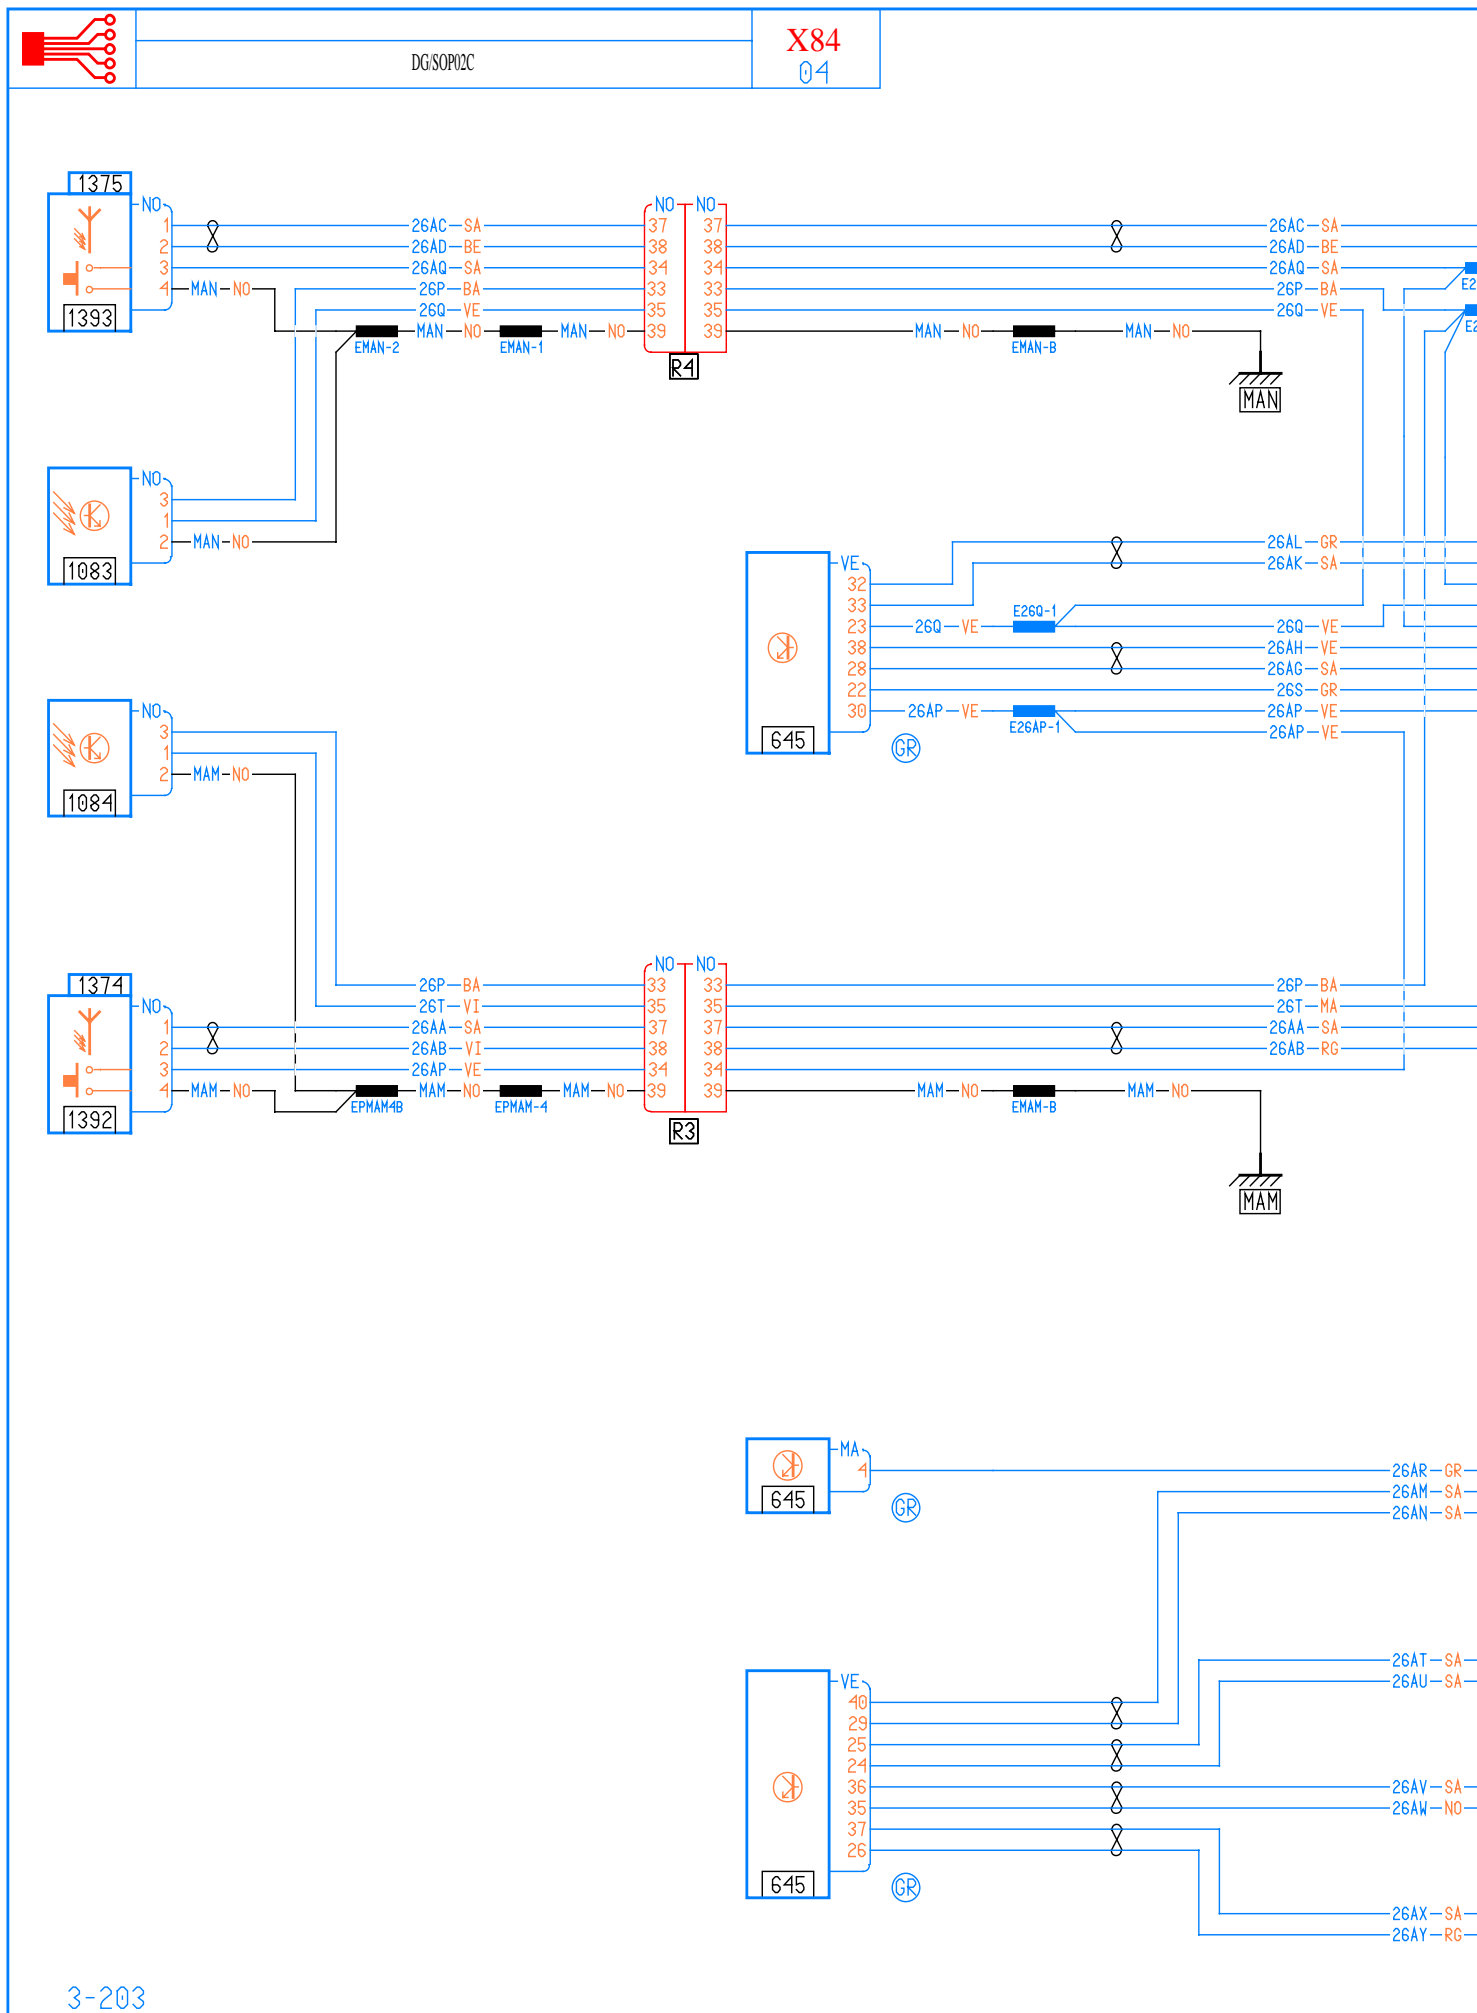 X84
DG/SOP02C
04
1375
NO
1
2
3
4
1393
26AC SA
26AD BE
26AQ SA
MAN NO
26P BA
26Q VE
EMAN-2
MAN NO
EMAN-1
MAN NO
NO NO
37 37
38 38
34 34
33 33
35 35
39 39
R4
26AC SA
26AD BE
26AQ SA
26P BA
26Q VE
MAN NO
EMAN-B
MAN NO
MAN
E2
E2
NO
3
1
2
MAN NO
1083
VE
32
33
23
38
28
22
30
645
GR
26Q VE
E26Q-1
26AP VE
E26AP-1
26AL GR
26AK SA
26Q VE
26AH VE
26AG SA
26S GR
26AP VE
26AP VE
NO
3
1
2
MAM NO
1084
1374
NO
1
2
3
4
1392
26P BA
26T VI
26AA SA
26AB VI
26AP VE
MAM NO
EPMAM4B
MAM NO
EPMAM-4
MAM NO
NO NO
33 33
35 35
37 37
38 38
34 34
39 39
R3
26P BA
26T MA
26AA SA
26AB RG
MAM NO
EMAM-B
MAM NO
MAM
MA
4
645
GR
26AR GR
26AM SA
26AN SA
VE
40
29
25
24
36
35
37
26
645
GR
26AT SA
26AU SA
26AV SA
26AW NO
26AX SA
26AY RG
3-203